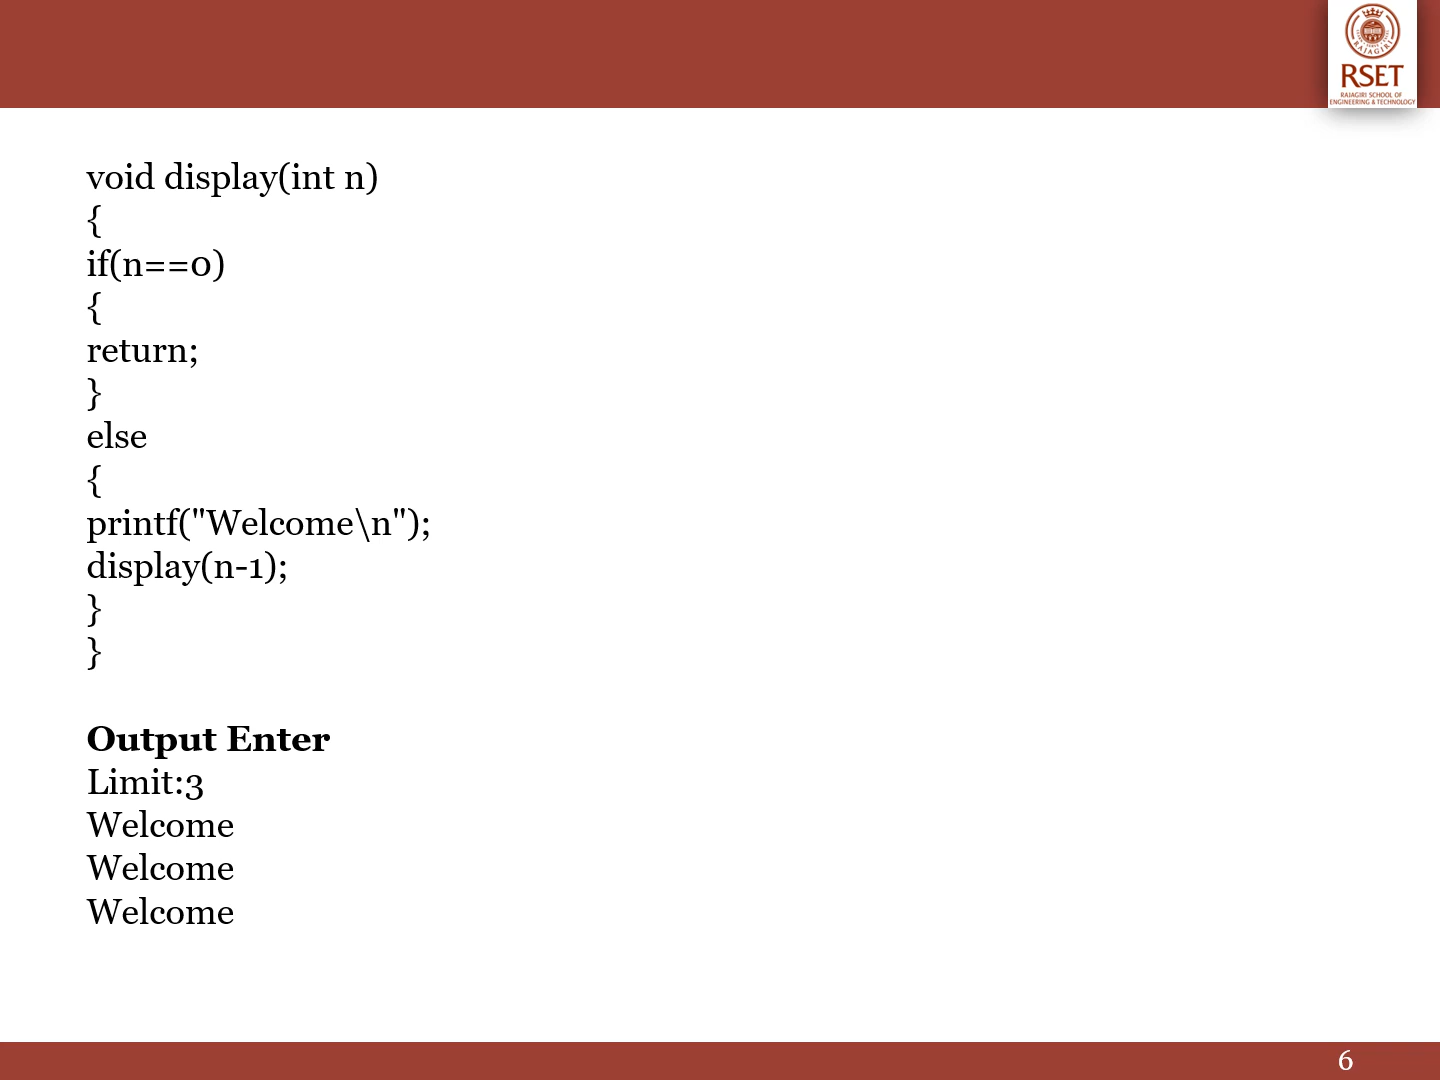 RAJAGIRI
RSET
RAJAGIRI SCHOOL OF
ENGINEERING & TECHNOLOGY
void display(int n)
{
if(n==0)
{
return;
}
else
{
printf("Welcome\n");
display(n-1);
}
}
Output Enter
Limit:3
Welcome
Welcome
Welcome
6